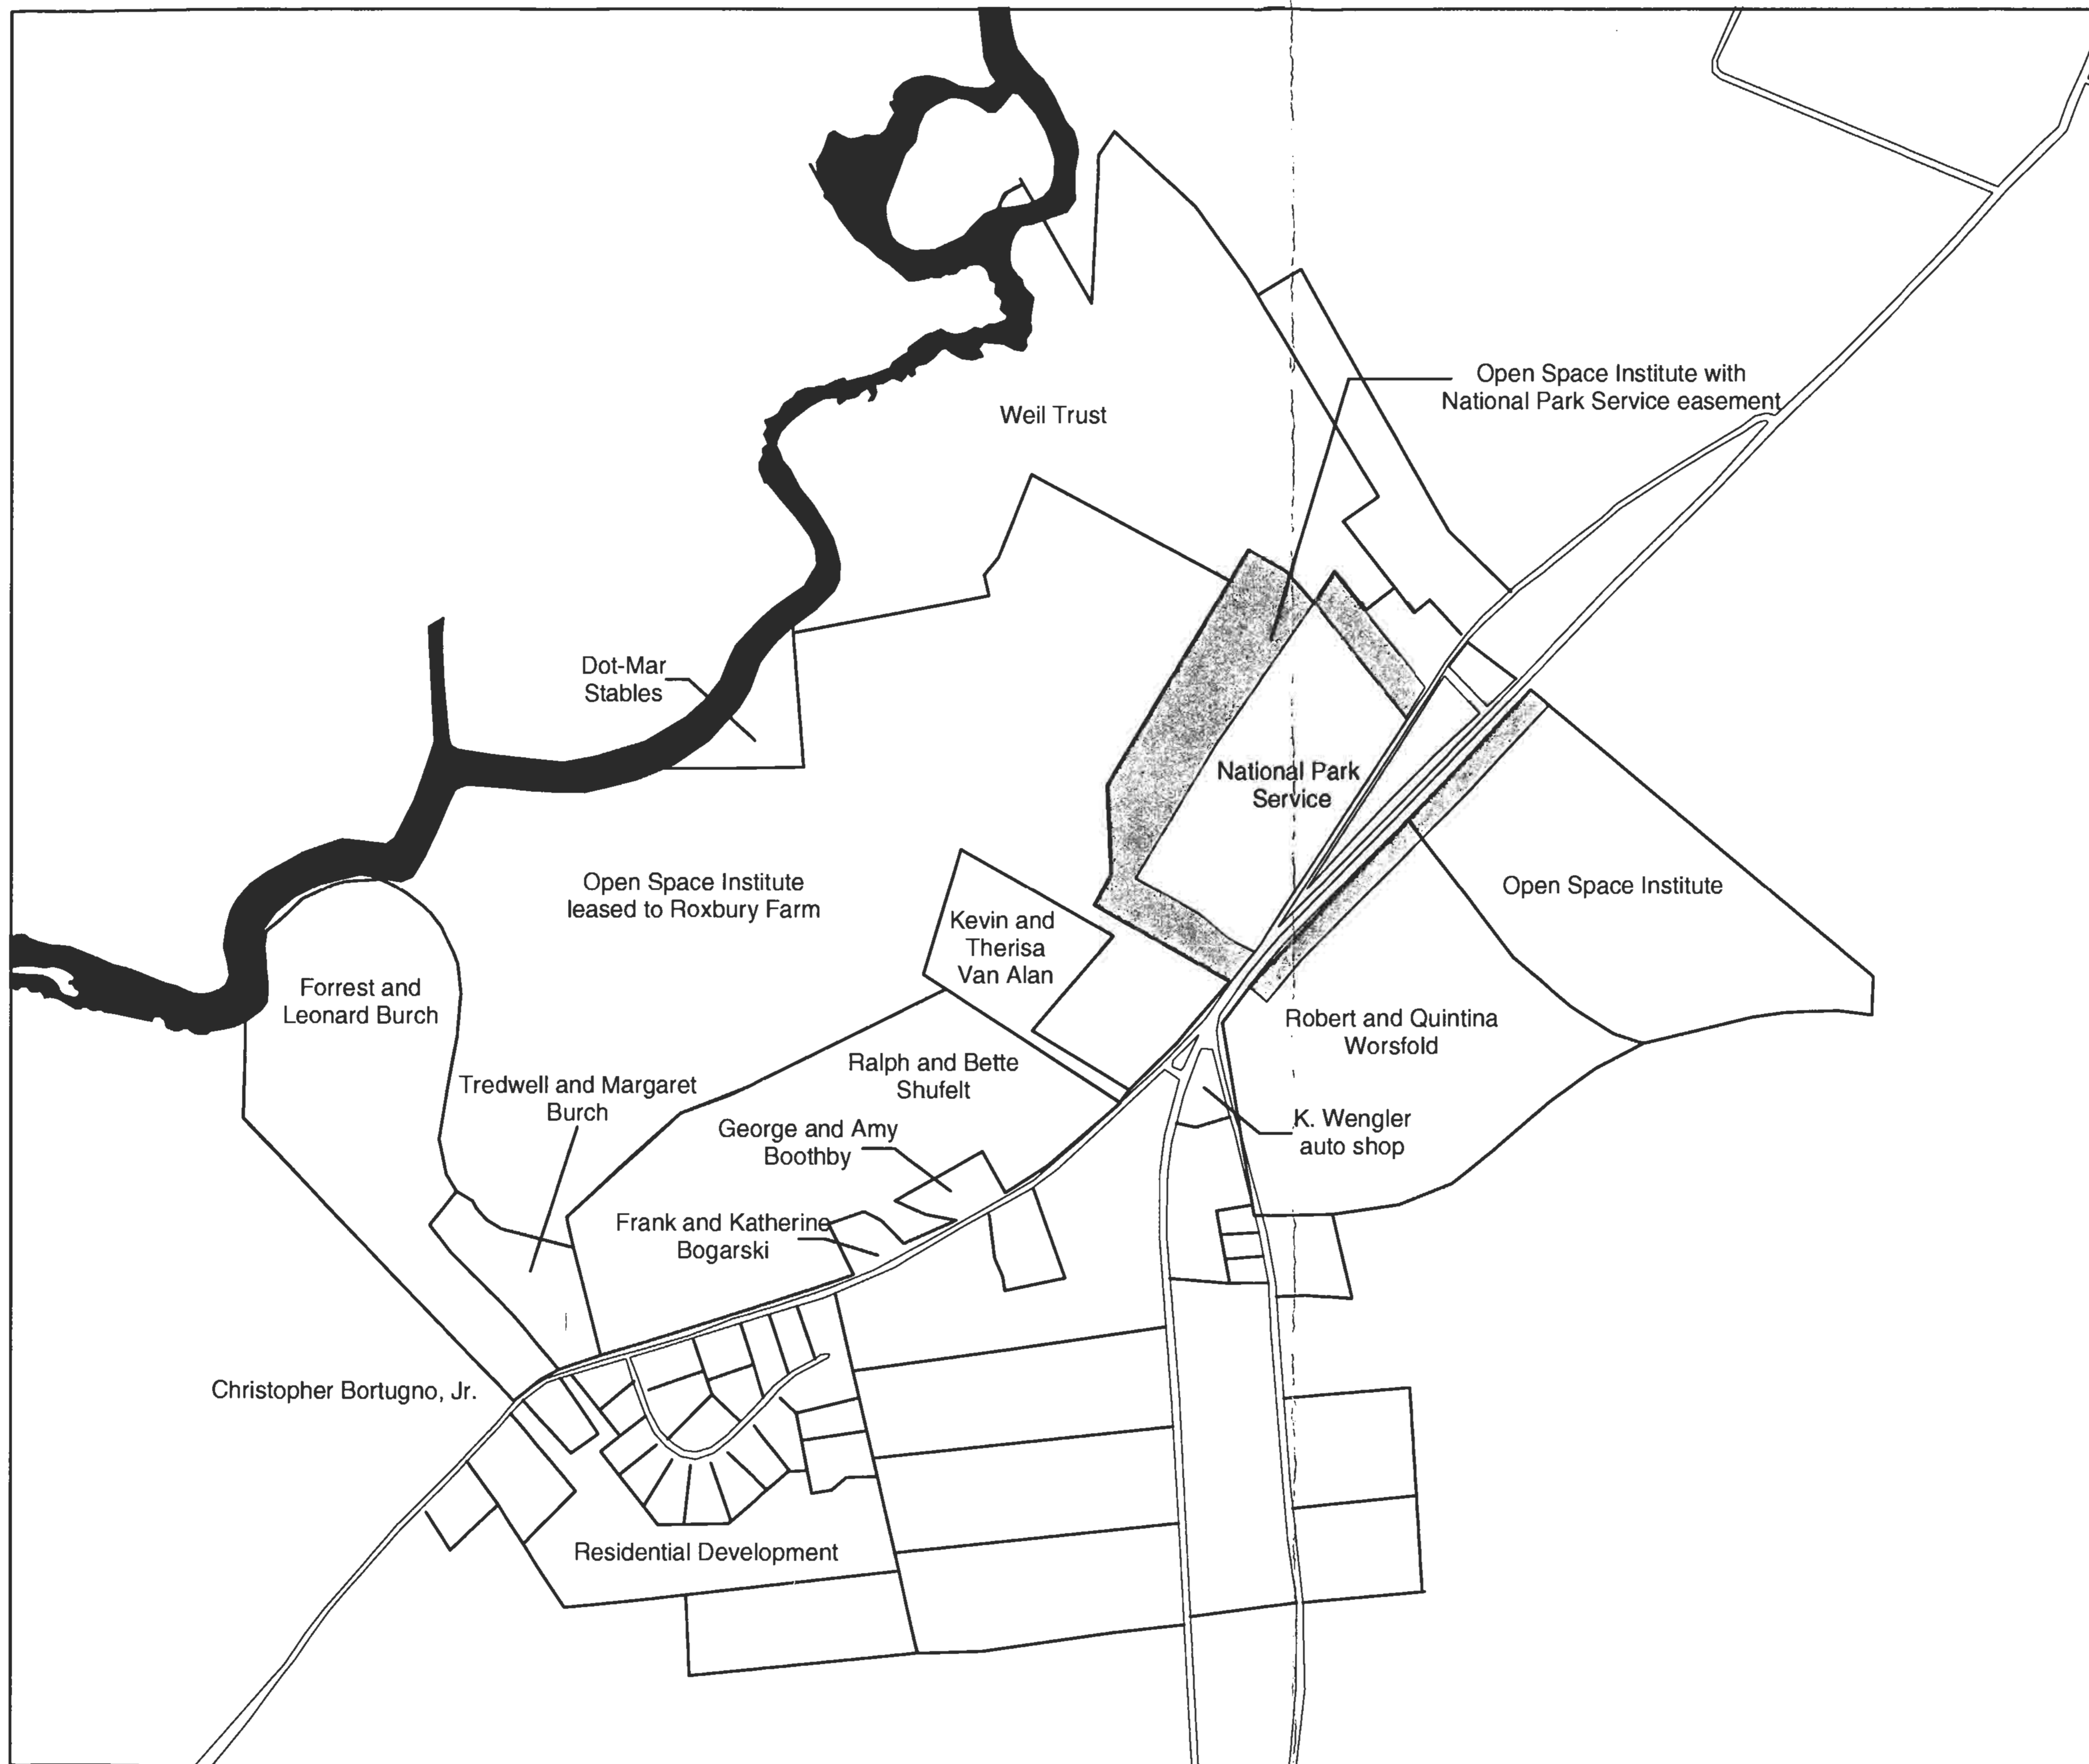 Open Space Institute with
National Park Service easement
Weil Trust
Dot-Mar
Stables
National Park
Service
Open Space Institute
leased to Roxbury Farm
Open Space Institute
Kevin and
Therisa
Van Alan
Forrest and
Leonard Burch
Robert and Quintina
Worsfold
Ralph and Bette
Shufelt
Tredwell and Margaret
Burch
George and Amy
Boothby
K. Wengler
auto shop
Frank and Katherine
Bogarski
Christopher Bortugno, Jr.
Residential Development